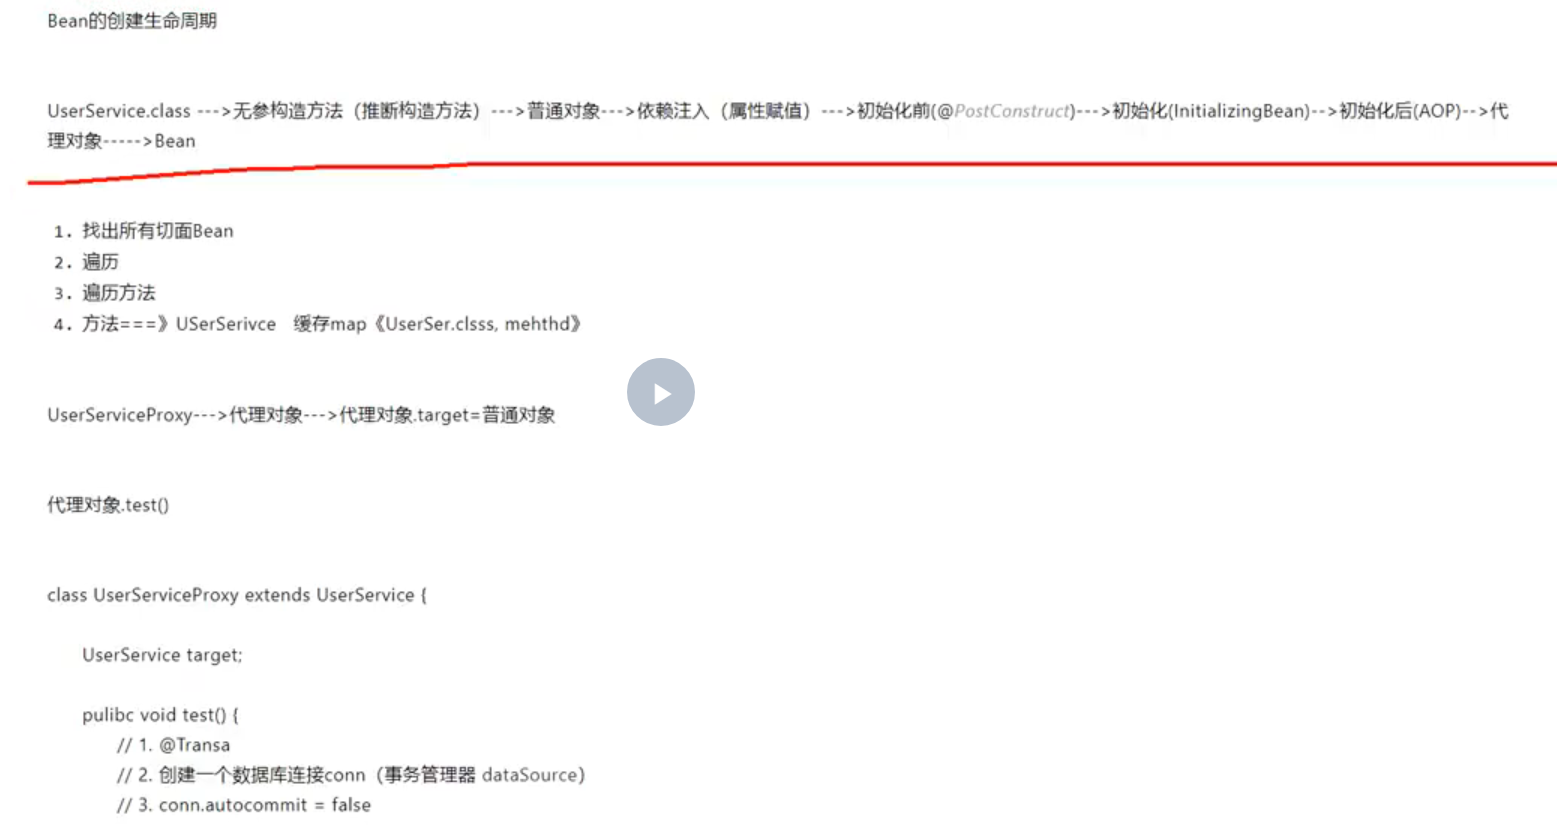 Bean的创建生命周期
UserService.class --->无参构造方法（推断构造方法）--->普通对象--->依赖注入（属性赋值）--->初始化前(@PostConstruct)--->初始化(InitializingBean)-->初始化后(AOP)-->代
理对象----->Bean
1. 找出所有切面Bean
2. 遍历
3. 遍历方法
4. 方法===》USerSerivce 缓存map《UserSer.clsss, mehthd》
UserServiceProxy--->代理对象--->代理对象.target=普通对象
代理对象.test()
class UserServiceProxy extends UserService {
UserService target;
pulibc void test() {
// 1. @Transa
// 2. 创建一个数据库连接conn（事务管理器 dataSource）
// 3. conn.autocommit = false